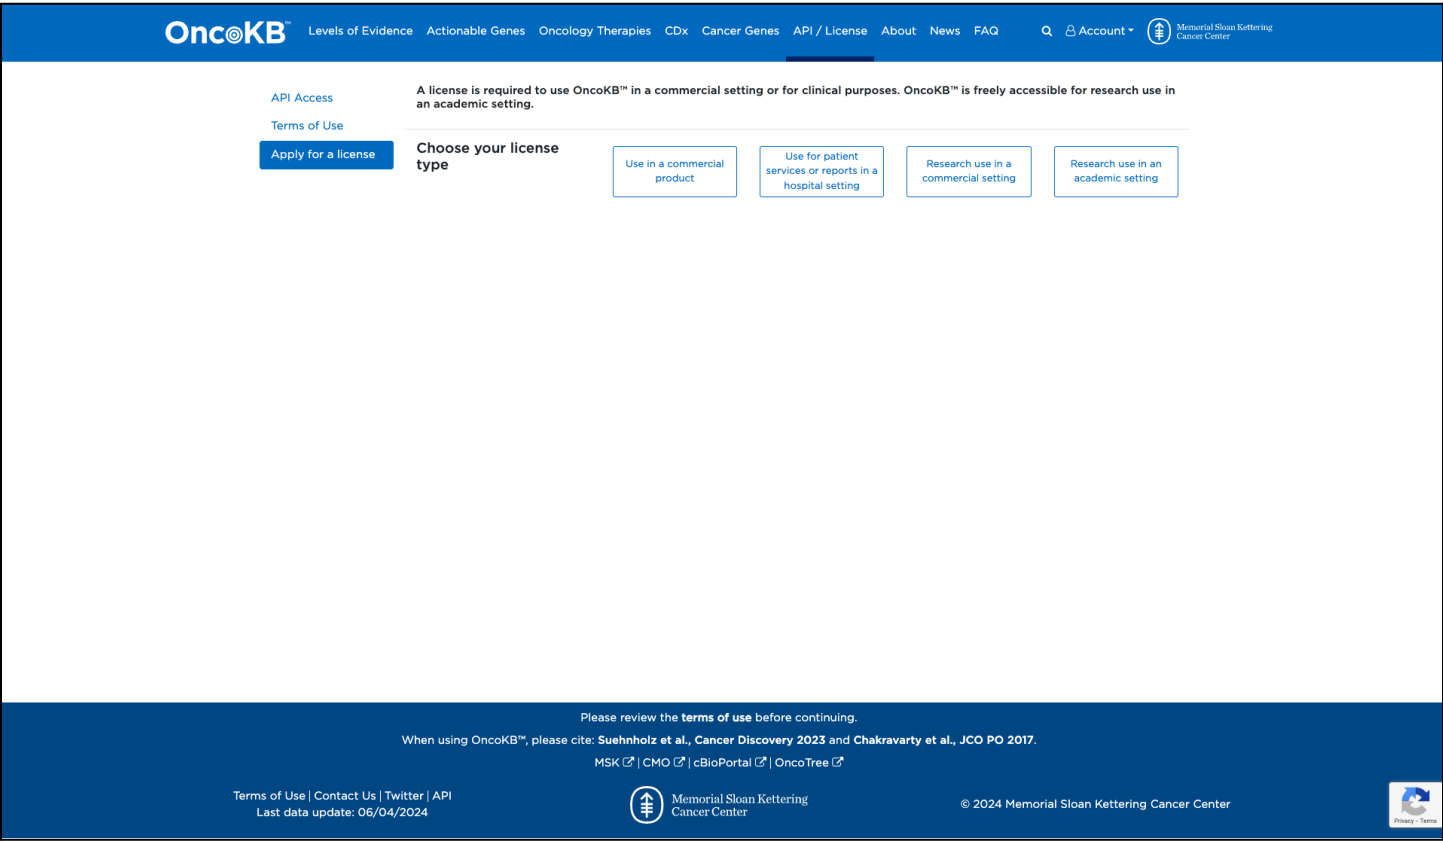 OncoKB™ Levels of Evidence Actionable Genes Oncology Therapies CDx Cancer Genes API / License About News FAQ Account Memorial Sloan Kettering
Cancer Center
API Access
Terms of Use
Apply for a license
A license is required to use OncoKB™ in a commercial setting or for clinical purposes. OncoKB™ is freely accessible for research use in
an academic setting.
Choose your license
type
Use in a commercial
product
Use for patient
services or reports in a
hospital setting
Research use in a
commercial setting
Research use in an
academic setting
Please review the terms of use before continuing.
When using OncoKB™, please cite: Suehnholz et al., Cancer Discovery 2023 and Chakravarty et al., JCO PO 2017.
MSK | CMO | cBioPortal | OncoTree
Terms of Use | Contact Us | Twitter | API
Last data update: 06/04/2024
Memorial Sloan Kettering
Cancer Center
© 2024 Memorial Sloan Kettering Cancer Center
Privacy - Terms